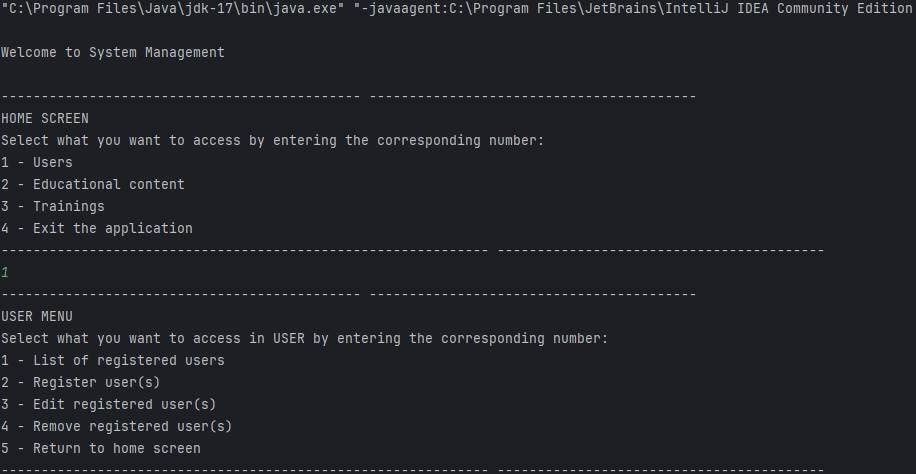 "C:\Program Files\Java\jdk-17\bin\java.exe" "-javaagent:C:\Program Files\JetBrains\IntelliJ IDEA Community Edition
Welcome to System Management
--------------------------------------------- -----------------------------------------
HOME SCREEN
Select what you want to access by entering the corresponding number:
1 - Users
2 - Educational content
3 - Trainings
4 - Exit the application
------------------------------------------------------------- -----------------------------------------
1
--------------------------------------------- -----------------------------------------
USER MENU
Select what you want to access in USER by entering the corresponding number:
1 - List of registered users
2 - Register user(s)
3 - Edit registered user(s)
4 - Remove registered user(s)
5 - Return to home screen
------------------------------------------------------------- -----------------------------------------